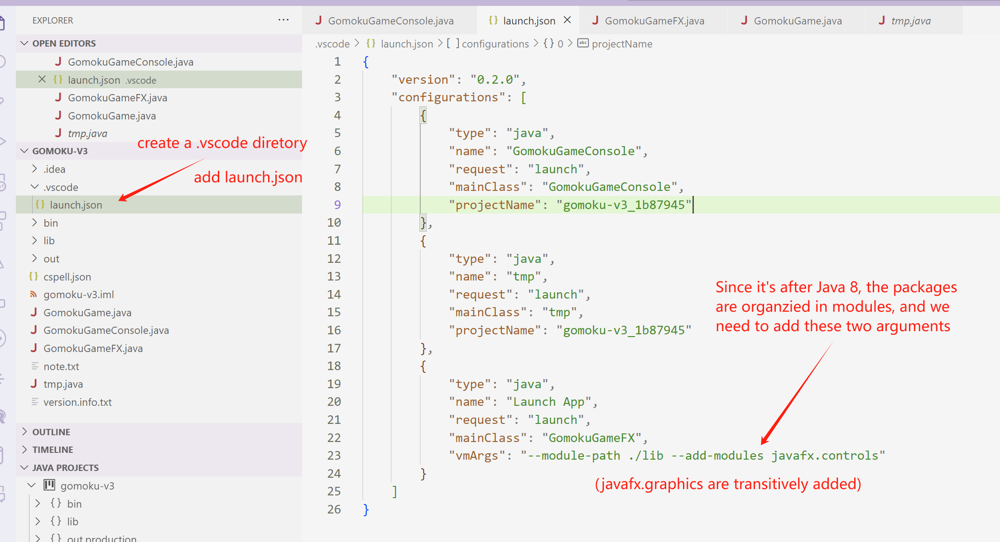 EXPLORER ...
OPEN EDITORS
J GomokuGameConsole.java
{} launch.json .vscode
J GomokuGameFX.java
J GomokuGame.java
J tmp.java
GOMOKU-V3
.idea
.vscode
{} launch.json
bin
lib
out
{} cspell.json
gomoku-v3.iml
J GomokuGame.java
J GomokuGameConsole.java
J GomokuGameFX.java
note.txt
J tmp.java
version.info.txt
OUTLINE
TIMELINE
JAVA PROJECTS
gomoku-v3
{} bin
{} lib
{} out.production
create a .vscode diretory
add launch.json
J GomokuGameConsole.java {} launch.json J GomokuGameFX.java J GomokuGame.java J tmp.java
.vscode > {} launch.json > [ ] configurations > {} 0 > abc projectName
1 {
2 "version": "0.2.0",
3 "configurations": [
4 {
5 "type": "java",
6 "name": "GomokuGameConsole",
7 "request": "launch",
8 "mainClass": "GomokuGameConsole",
9 "projectName": "gomoku-v3_1b87945"
10 },
11 {
12 "type": "java",
13 "name": "tmp",
14 "request": "launch",
15 "mainClass": "tmp",
16 "projectName": "gomoku-v3_1b87945"
17 },
18 {
19 "type": "java",
20 "name": "Launch App",
21 "request": "launch",
22 "mainClass": "GomokuGameFX",
23 "vmArgs": "--module-path ./lib --add-modules javafx.controls"
24 }
25 ]
26 }
Since it's after Java 8, the packages
are organzied in modules, and we
need to add these two arguments
(javafx.graphics are transitively added)